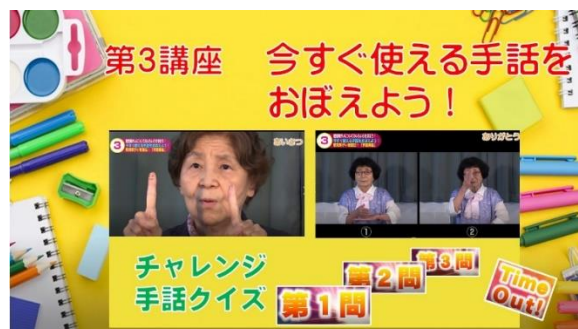 第3講座
今すぐ使える手話を
おぼえよう！
3
あいさつ
3
ありがとう
①
②
チャレンジ
手話クイズ
第1問
第2問
第3問
Time
Out!